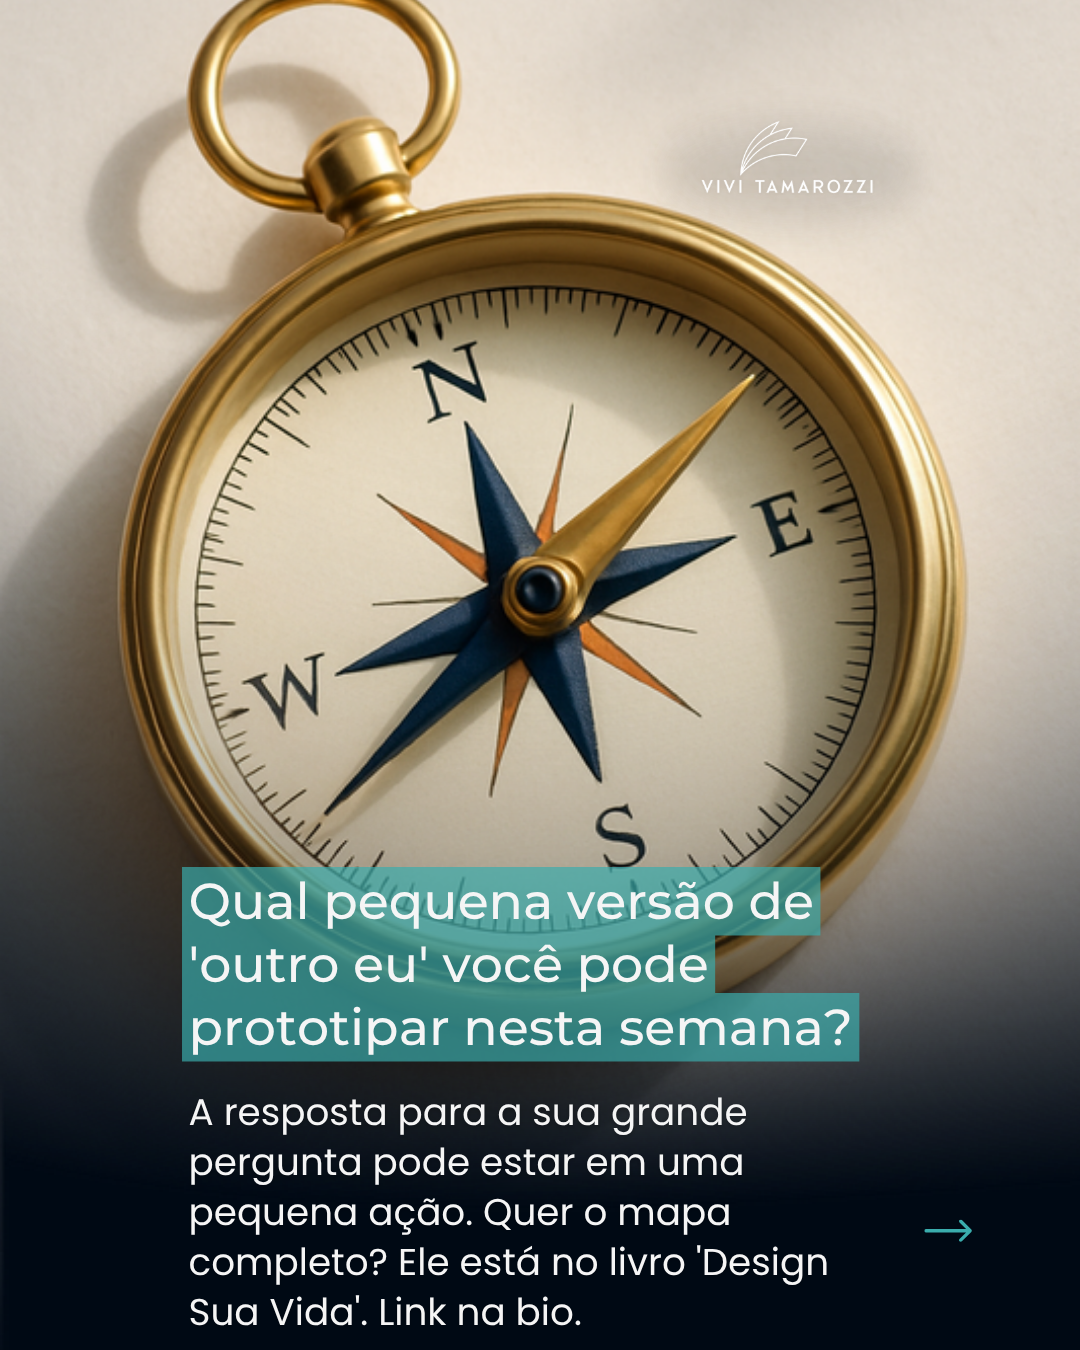 VIVI TAMAROZZI
N
E
W
S
Qual pequena versão de
'outro eu' você pode
prototipar nesta semana?
A resposta para a sua grande
pergunta pode estar em uma
pequena ação. Quer o mapa
completo? Ele está no livro 'Design
Sua Vida'. Link na bio.